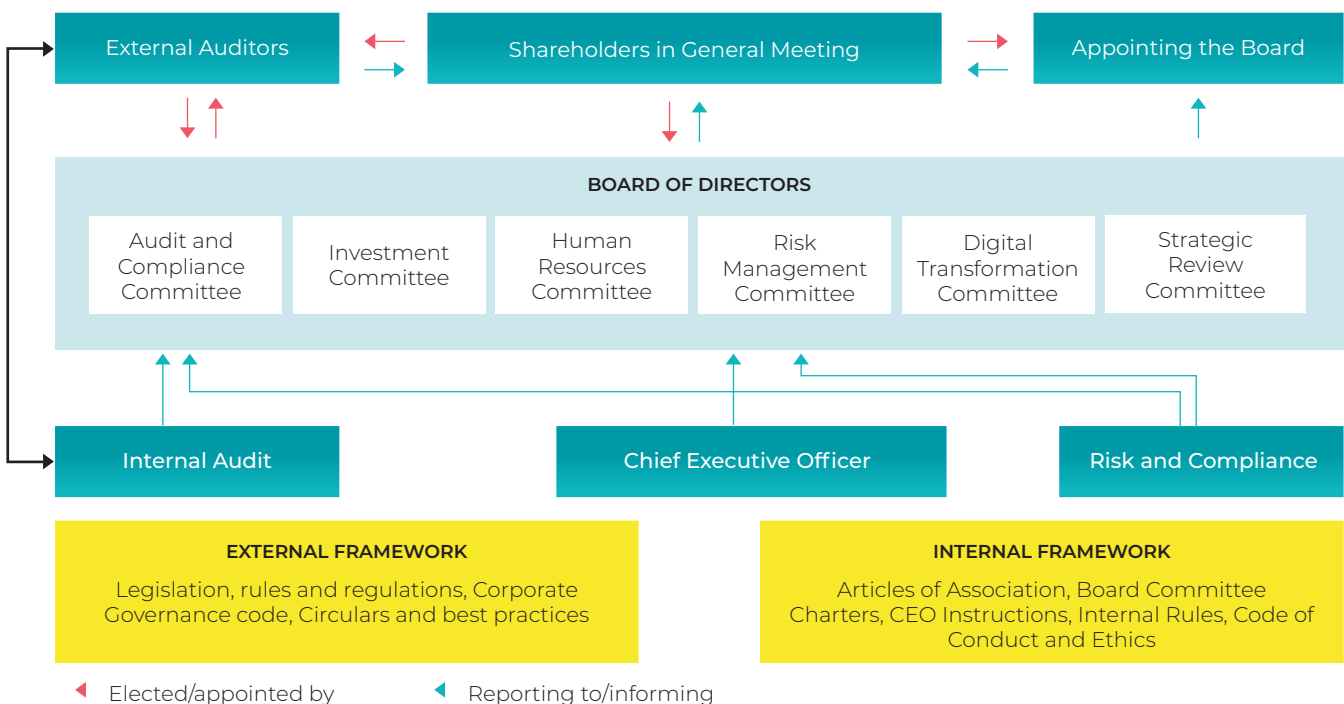 External Auditors
Shareholders in General Meeting
Appointing the Board
BOARD OF DIRECTORS
Audit and
Compliance
Committee
Investment
Committee
Human
Resources
Committee
Risk
Management
Committee
Digital
Transformation
Committee
Strategic
Review
Committee
Internal Audit
Chief Executive Officer
Risk and Compliance
EXTERNAL FRAMEWORK
Legislation, rules and regulations, Corporate
Governance code, Circulars and best practices
INTERNAL FRAMEWORK
Articles of Association, Board Committee
Charters, CEO Instructions, Internal Rules, Code of
Conduct and Ethics
Elected/appointed by
Reporting to/informing